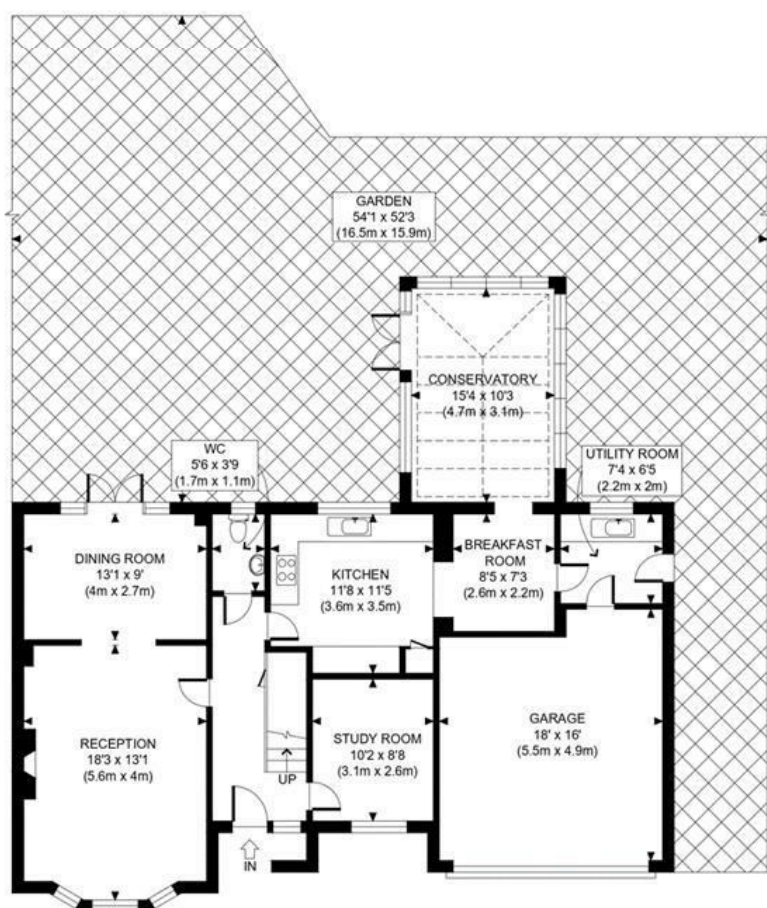 GARDEN
54'1 x 52'3
(16.5m x 15.9m)
CONSERVATORY
15'4 x 10'3
(4.7m x 3.1m)
WC
5'6 x 3'9
(1.7m x 1.1m)
UTILITY ROOM
7'4 x 6'5
(2.2m x 2m)
DINING ROOM
13'1 x 9'
(4m x 2.7m)
KITCHEN
11'8 x 11'5
(3.6m x 3.5m)
BREAKFAST
ROOM
8'5 x 7'3
(2.6m x 2.2m)
RECEPTION
18'3 x 13'1
(5.6m x 4m)
STUDY ROOM
10'2 x 8'8
(3.1m x 2.6m)
GARAGE
18' x 16'
(5.5m x 4.9m)
UP
IN